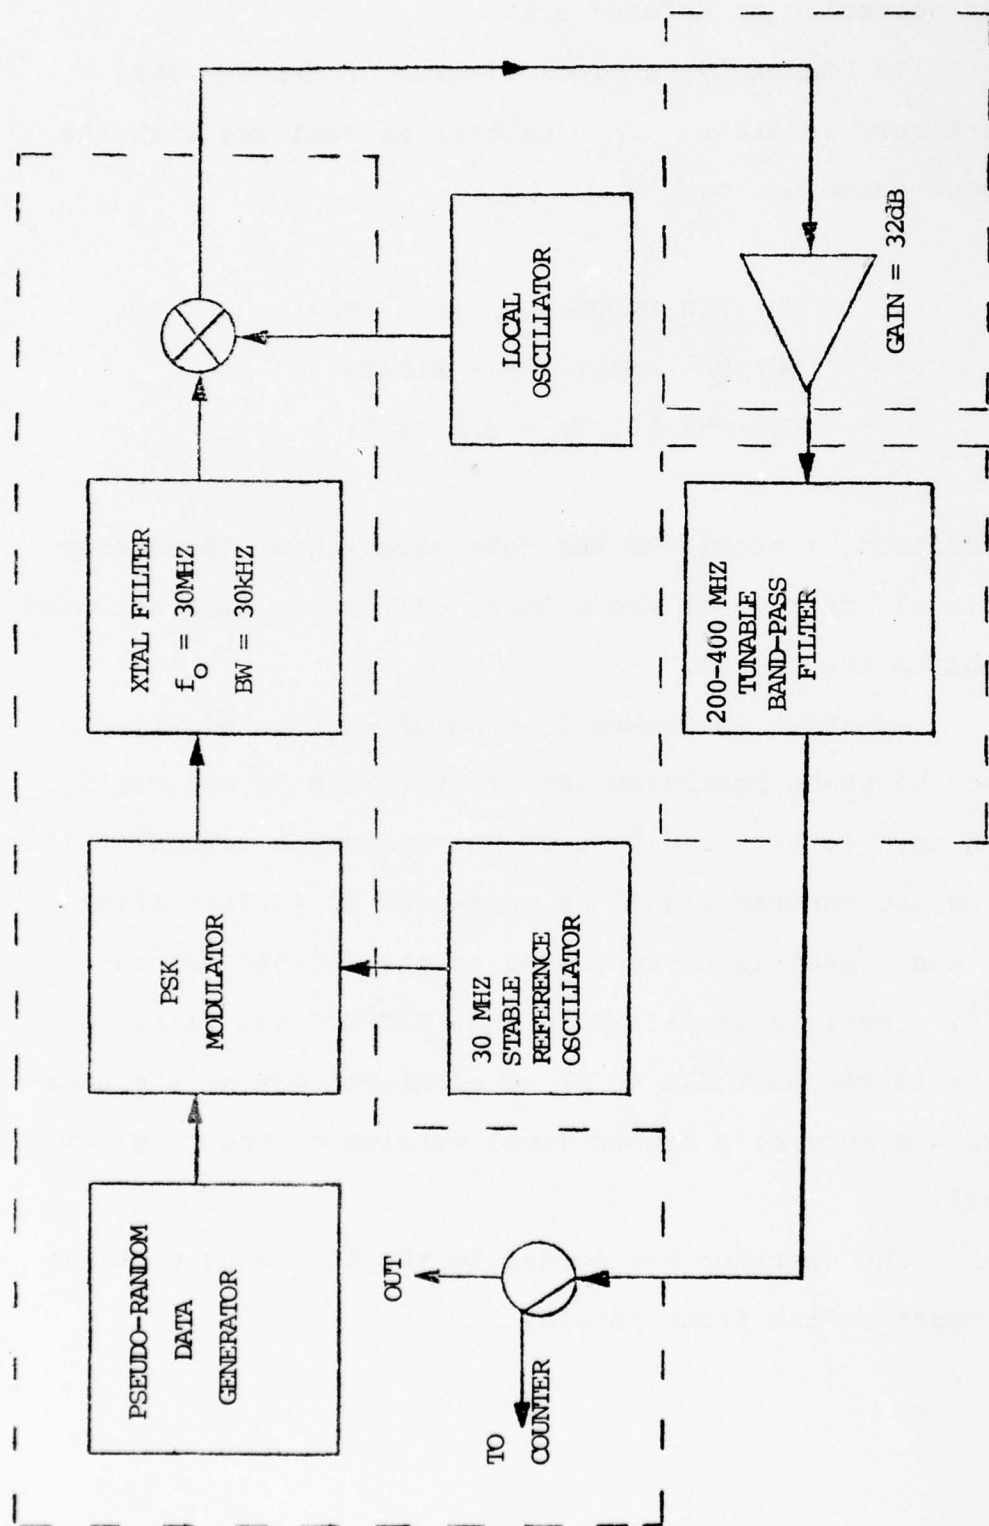 PSEUDO-RANDOM
DATA
GENERATOR
PSK
MODULATOR
XTAL FILTER
f_O = 30MHZ
BW = 30kHZ
30 MHZ
STABLE
REFERENCE
OSCILLATOR
LOCAL
OSCILLATOR
OUT
TO
COUNTER
200-400 MHZ
TUNABLE
BAND-PASS
FILTER
GAIN = 32dB